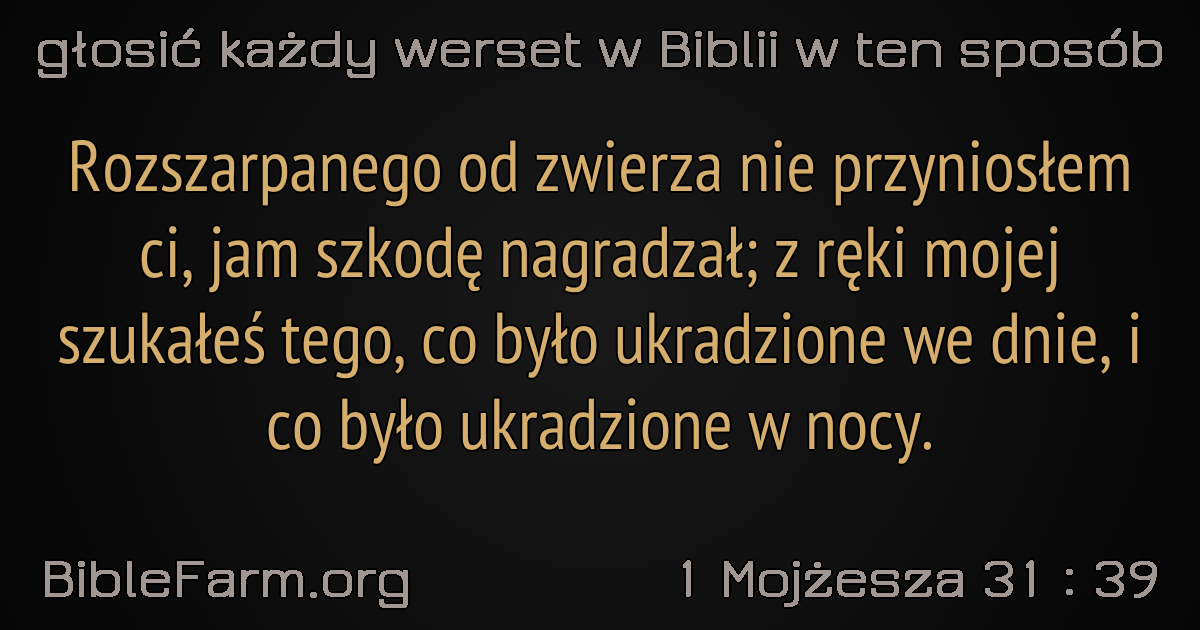 głosić każdy werset w Biblii w ten sposób
Rozszarpanego od zwierza nie przyniosłem
ci, jam szkodę nagradzał; z ręki mojej
szukałeś tego, co było ukradzione we dnie, i
co było ukradzione w nocy.
BibleFarm.org
1 Mojżesza 31 : 39